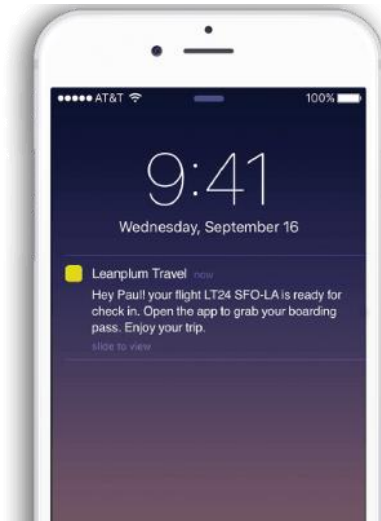 AT&T 100%
9:41
Wednesday, September 16
Leanplum Travel now
Hey Paul! your flight LT24 SFO-LA is ready for
check in. Open the app to grab your boarding
pass. Enjoy your trip.
slide to view